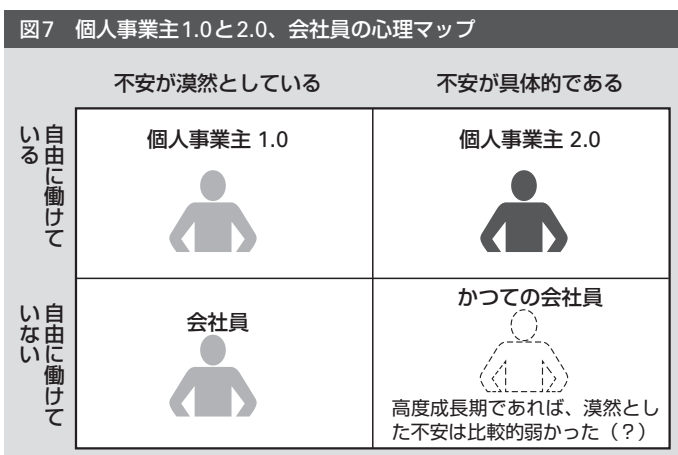 図7 個人事業主1.0と2.0、会社員の心理マップ
不安が漠然としている
不安が具体的である
自由に働けて
いる
個人事業主 1.0
個人事業主 2.0
自由に働けて
いない
会社員
かつての会社員
高度成長期であれば、漠然とし
た不安は比較的弱かった（？）